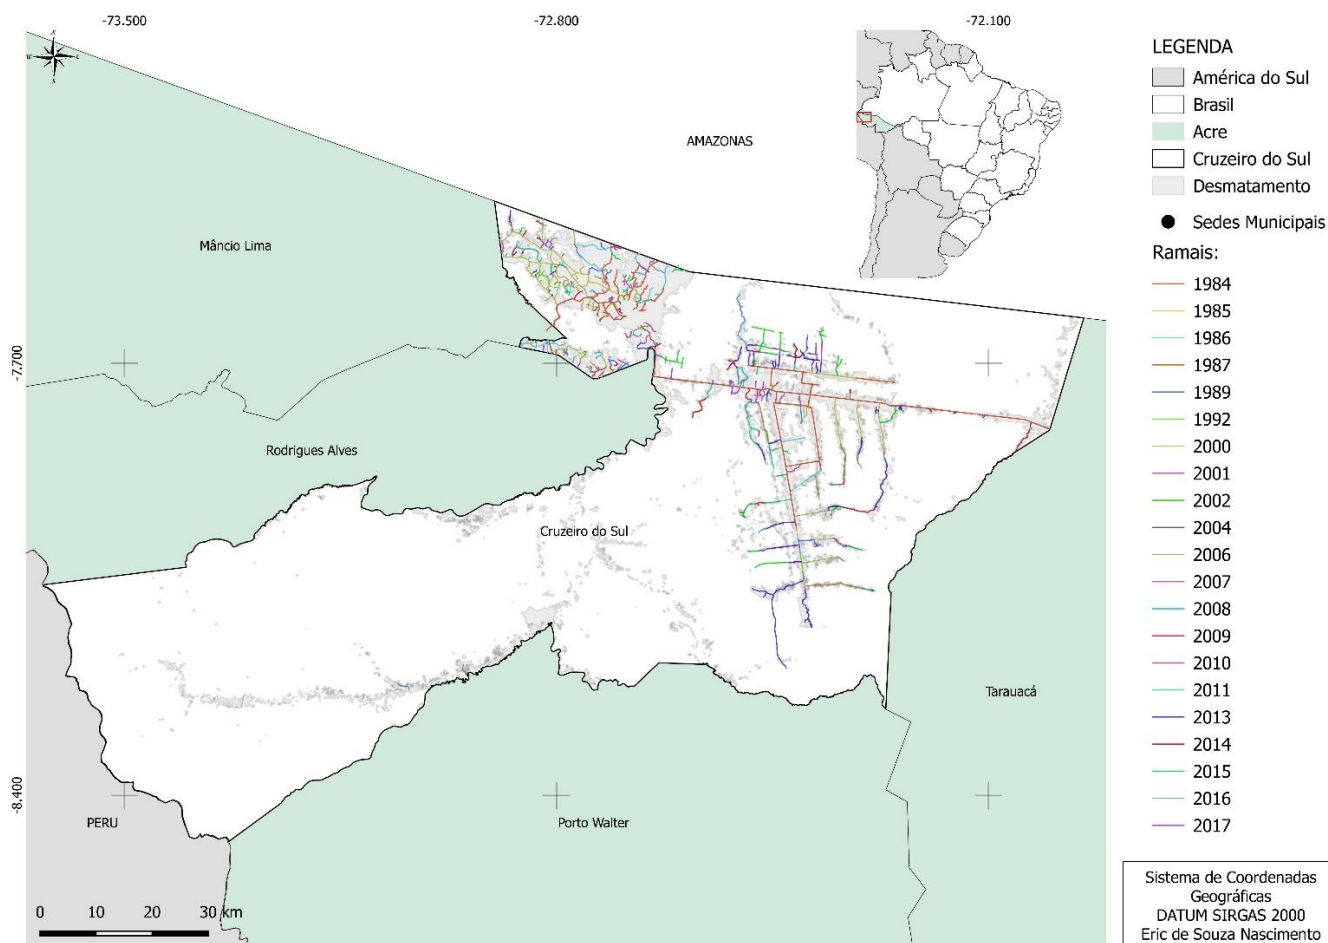 -73.500
-72.800
-72.100
AMAZONAS
Mâncio Lima
-7.700
Rodrigues Alves
Cruzeiro do Sul
Tarauacá
-8.400
PERU
Porto Walter
0 10 20 30 km
LEGENDA
América do Sul
Brasil
Acre
Cruzeiro do Sul
Desmatamento
Sedes Municipais
Ramais:
1984
1985
1986
1987
1989
1992
2000
2001
2002
2004
2006
2007
2008
2009
2010
2011
2013
2014
2015
2016
2017
Sistema de Coordenadas
Geográficas
DATUM SIRGAS 2000
Eric de Souza Nascimento